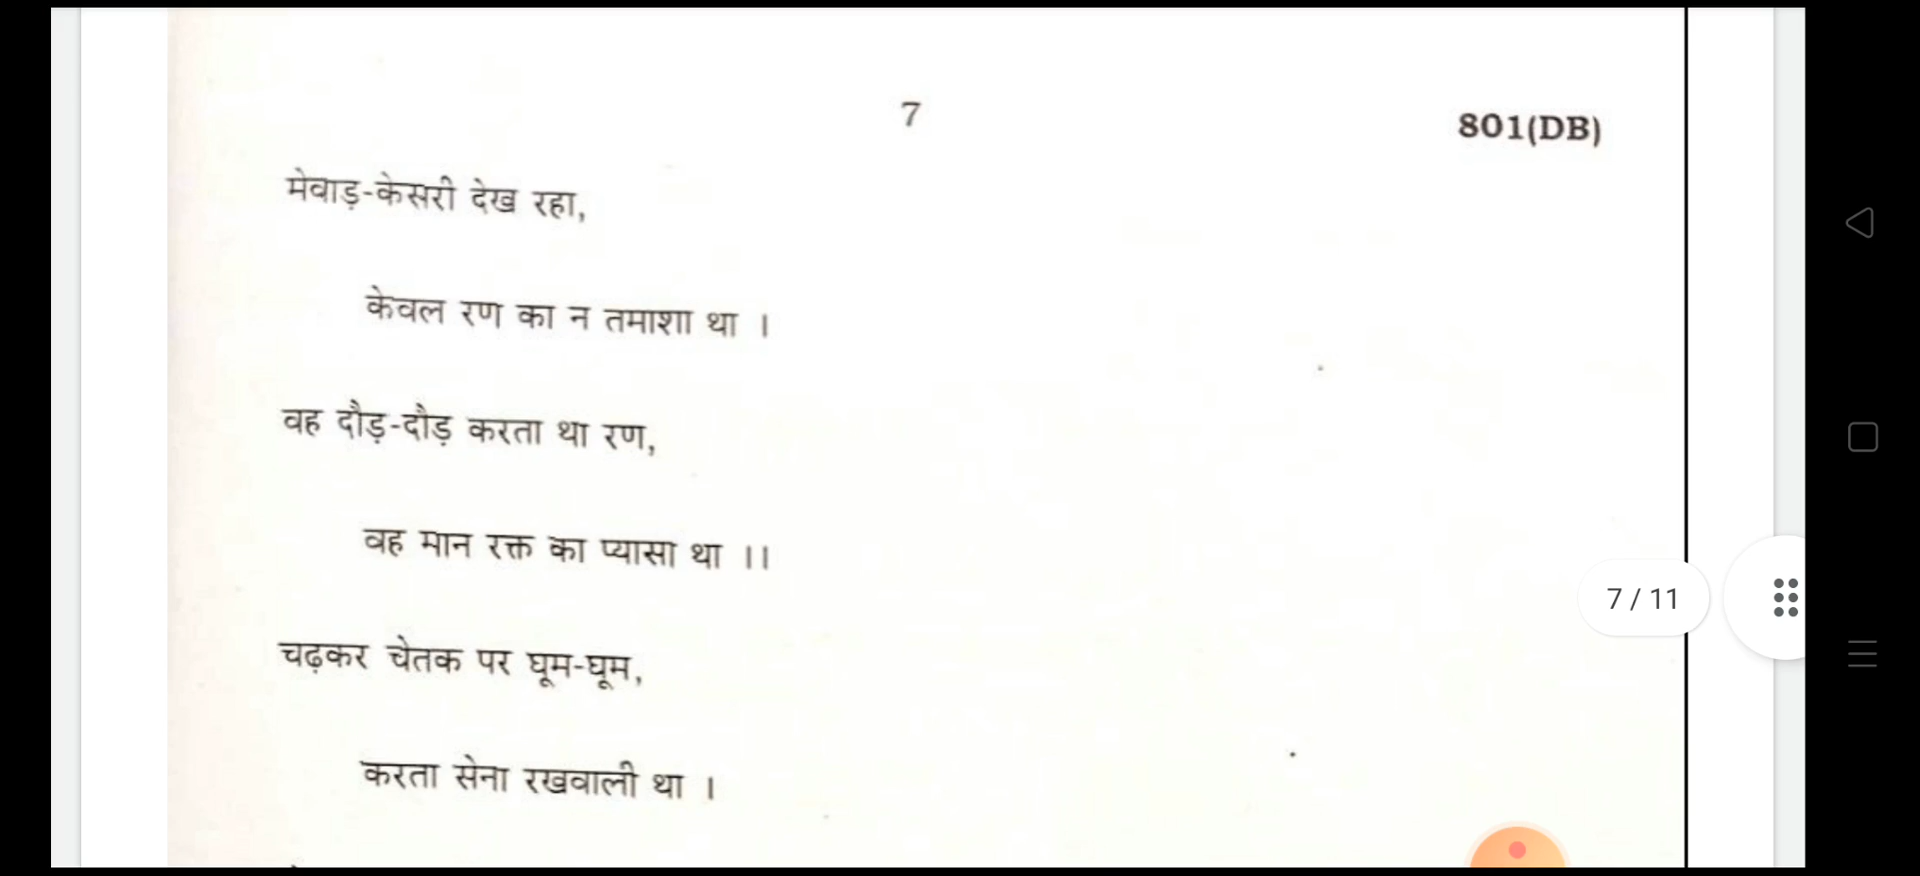 7
801(DB)
मेवाड़-केसरी देख रहा,
केवल रण का न तमाशा था ।
वह दौड़-दौड़ करता था रण,
वह मान रक्त का प्यासा था ।।
7 / 11
चढ़कर चेतक पर घूम-घूम,
करता सेना रखवाली था ।